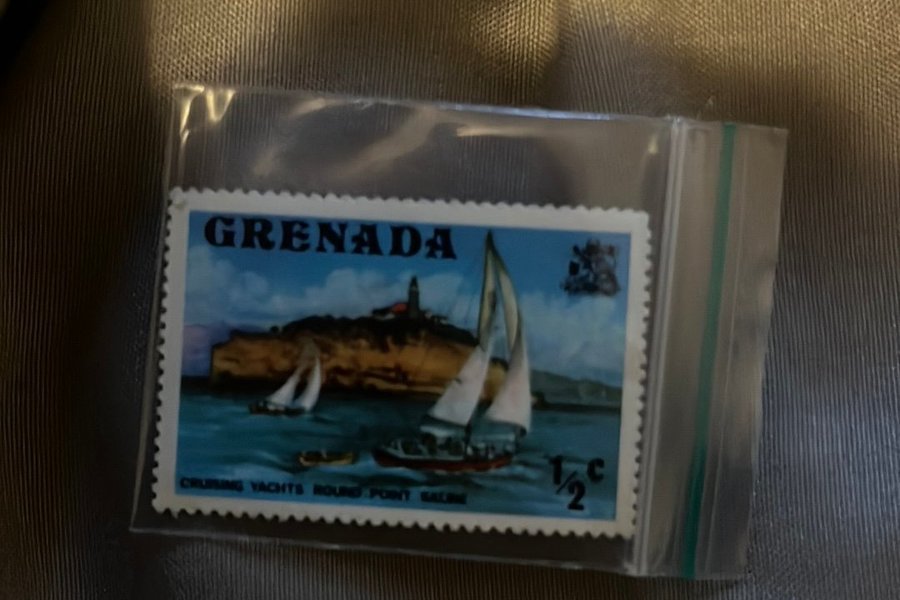 GRENADA
CRUISING YACHTS ROUND POINT SALINE
1/2c